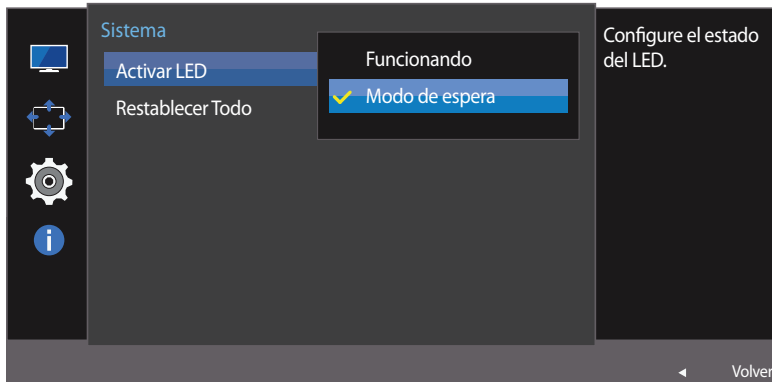 Sistema
Activar LED
Restablecer Todo
Funcionando
Modo de espera
Configure el estado
del LED.
Volver